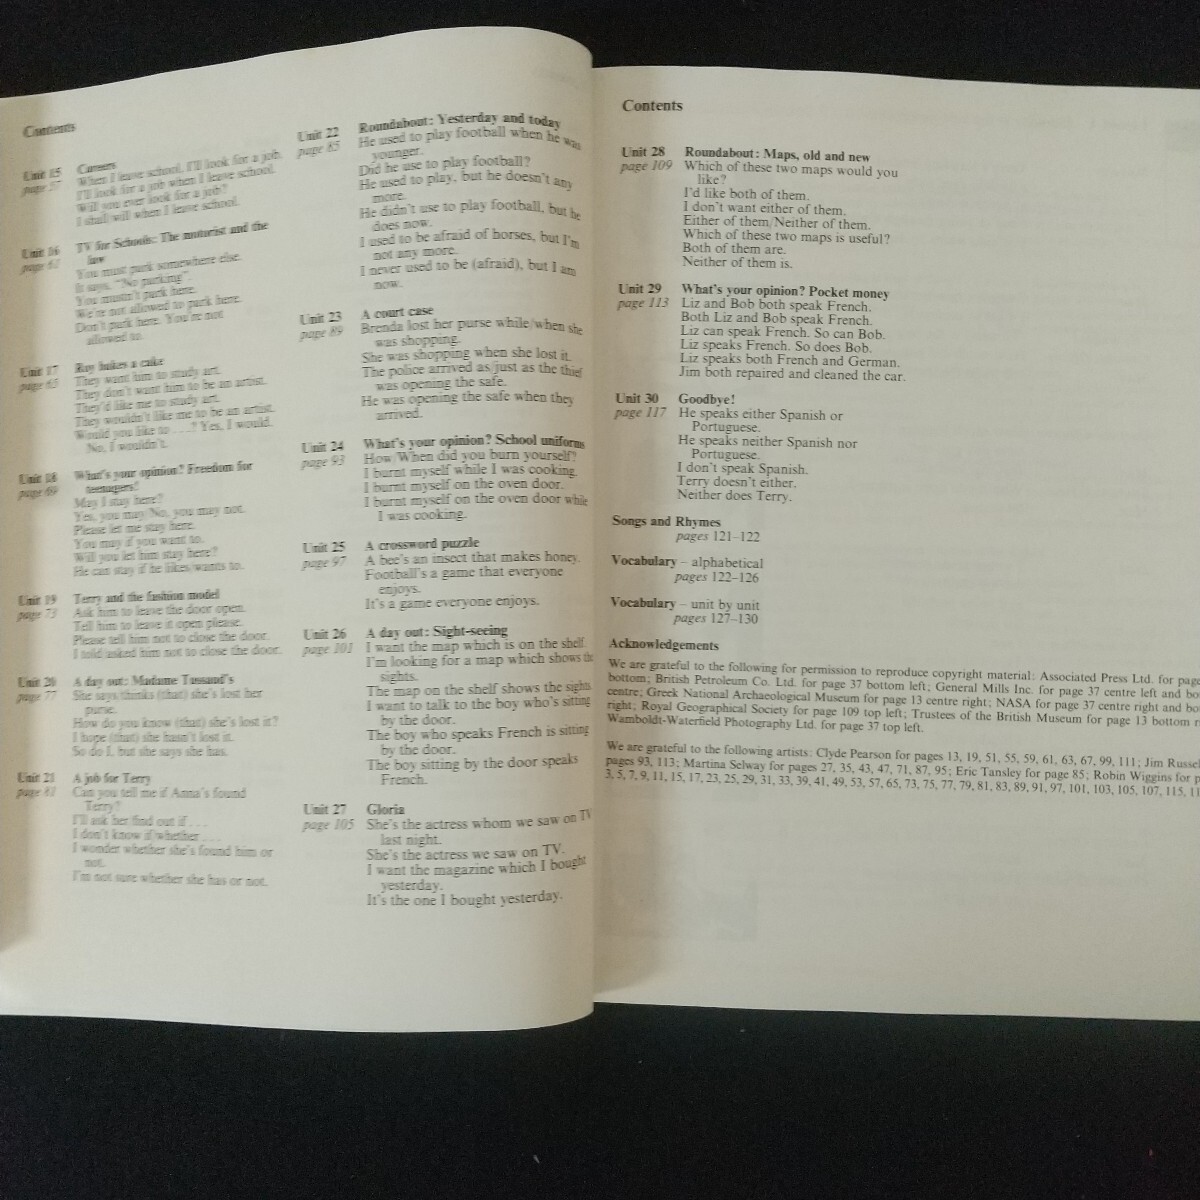 Contents
Unit 15 Careers
page 57 When I leave school, I'll look for a job.
I'll look for a job when I leave school.
Will you ever look for a job?
I shall/will when I leave school.
Unit 16 TV for Schools: The motorist and the
page 61 law
You must park somewhere else.
It says, "No parking".
You mustn't park here.
We're not allowed to park here.
Don't park here. You're not
allowed to.
Unit 17 Ray bakes a cake
page 65 They want him to study art.
They don't want him to be an artist.
They'd like me to study art.
They wouldn't like me to be an artist.
Would you like to . . . ? Yes, I would.
No, I wouldn't.
Unit 18 What's your opinion? Freedom for
page 69 teenagers!
May I stay here?
Yes, you may/No, you may not.
Please let me stay here.
You may if you want to.
Will you let him stay here?
He can stay if he likes/wants to.
Unit 19 Terry and the fashion model
page 73 Ask him to leave the door open.
Tell him to leave it open please.
Please tell him not to close the door.
I told/asked him not to close the door.
Unit 20 A day out: Madame Tussaud's
page 77 She says/thinks (that) she's lost her
purse.
How do you know (that) she's lost it?
I hope (that) she hasn't lost it.
So do I, but she says she has.
Unit 21 A job for Terry
page 81 Can you tell me if Anna's found
Terry?
I'll ask her/find out if . . .
I don't know if/whether . . .
I wonder whether she's found him or
not.
I'm not sure whether she has or not.
Unit 22 Roundabout: Yesterday and today
page 85 He used to play football when he was
younger.
Did he use to play football?
He used to play, but he doesn't any
more.
He didn't use to play football, but he
does now.
I used to be afraid of horses, but I'm
not any more.
I never used to be (afraid), but I am
now.
Unit 23 A court case
page 89 Brenda lost her purse while/when she
was shopping.
She was shopping when she lost it.
The police arrived as/just as the thief
was opening the safe.
He was opening the safe when they
arrived.
Unit 24 What's your opinion? School uniforms
page 93 How/When did you burn yourself?
I burnt myself while I was cooking.
I burnt myself on the oven door.
I burnt myself on the oven door while
I was cooking.
Unit 25 A crossword puzzle
page 97 A bee's an insect that makes honey.
Football's a game that everyone
enjoys.
It's a game everyone enjoys.
Unit 26 A day out: Sight-seeing
page 101 I want the map which is on the shelf.
I'm looking for a map which shows the
sights.
The map on the shelf shows the sights.
I want to talk to the boy who's sitting
by the door.
The boy who speaks French is sitting
by the door.
The boy sitting by the door speaks
French.
Unit 27 Gloria
page 105 She's the actress whom we saw on TV
last night.
She's the actress we saw on TV.
I want the magazine which I bought
yesterday.
It's the one I bought yesterday.
Contents
Unit 28 Roundabout: Maps, old and new
page 109 Which of these two maps would you
like?
I'd like both of them.
I don't want either of them.
Either of them/Neither of them.
Which of these two maps is useful?
Both of them are.
Neither of them is.
Unit 29 What's your opinion? Pocket money
page 113 Liz and Bob both speak French.
Both Liz and Bob speak French.
Liz can speak French. So can Bob.
Liz speaks French. So does Bob.
Liz speaks both French and German.
Jim both repaired and cleaned the car.
Unit 30 Goodbye!
page 117 He speaks either Spanish or
Portuguese.
He speaks neither Spanish nor
Portuguese.
I don't speak Spanish.
Terry doesn't either.
Neither does Terry.
Songs and Rhymes
pages 121–122
Vocabulary – alphabetical
pages 122–126
Vocabulary – unit by unit
pages 127–130
Acknowledgements
We are grateful to the following for permission to reproduce copyright material: Associated Press Ltd. for page
bottom; British Petroleum Co. Ltd. for page 37 bottom left; General Mills Inc. for page 37 centre left and bo
centre; Greek National Archaeological Museum for page 13 centre right; NASA for page 37 centre right and bo
right; Royal Geographical Society for page 109 top left; Trustees of the British Museum for page 13 bottom r
Wamboldt-Waterfield Photography Ltd. for page 37 top left.
We are grateful to the following artists: Clyde Pearson for pages 13, 19, 51, 55, 59, 61, 63, 67, 99, 111; Jim Russel
pages 93, 113; Martina Selway for pages 27, 35, 43, 47, 71, 87, 95; Eric Tansley for page 85; Robin Wiggins for p
3, 5, 7, 9, 11, 15, 17, 23, 25, 29, 31, 33, 39, 41, 49, 53, 57, 65, 73, 75, 77, 79, 81, 83, 89, 91, 97, 101, 103, 105, 107, 115, 11